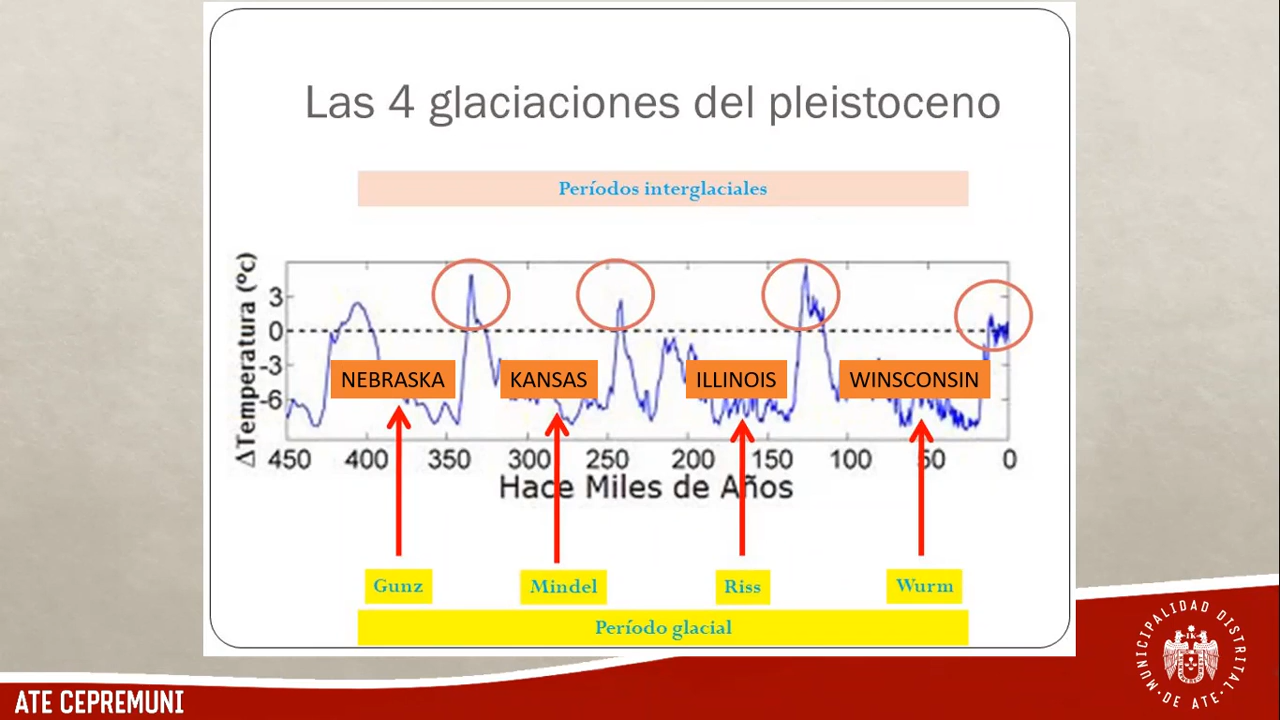 Las 4 glaciaciones del pleistoceno
Períodos interglaciales
ΔTemperatura (ºc)
3
0
-3
-6
NEBRASKA
KANSAS
ILLINOIS
WINSCONSIN
450 400 350 300 250 200 150 100 50 0
Hace Miles de Años
Gunz
Mindel
Riss
Wurm
Período glacial
ATE CEPREMUNI
MUNICIPALIDAD DISTRITAL
· DE ATE ·